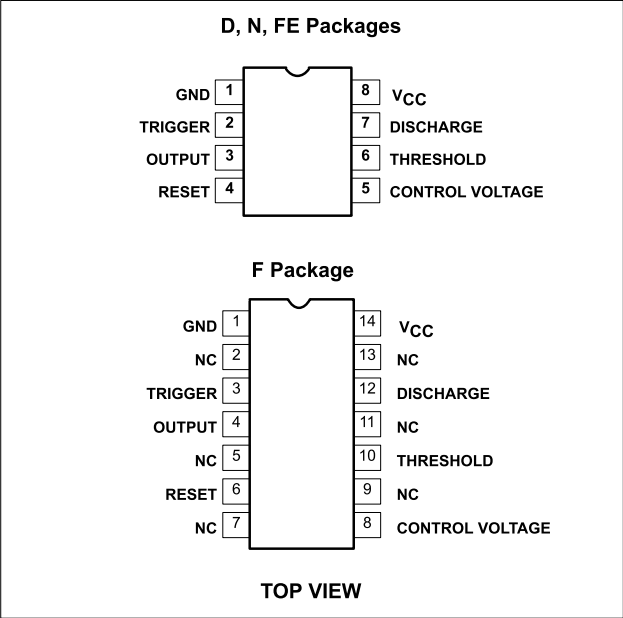 D, N, FE Packages
GND 1 8 VCC
TRIGGER 2 7 DISCHARGE
OUTPUT 3 6 THRESHOLD
RESET 4 5 CONTROL VOLTAGE
F Package
GND 1 14 VCC
NC 2 13 NC
TRIGGER 3 12 DISCHARGE
OUTPUT 4 11 NC
NC 5 10 THRESHOLD
RESET 6 9 NC
NC 7 8 CONTROL VOLTAGE
TOP VIEW